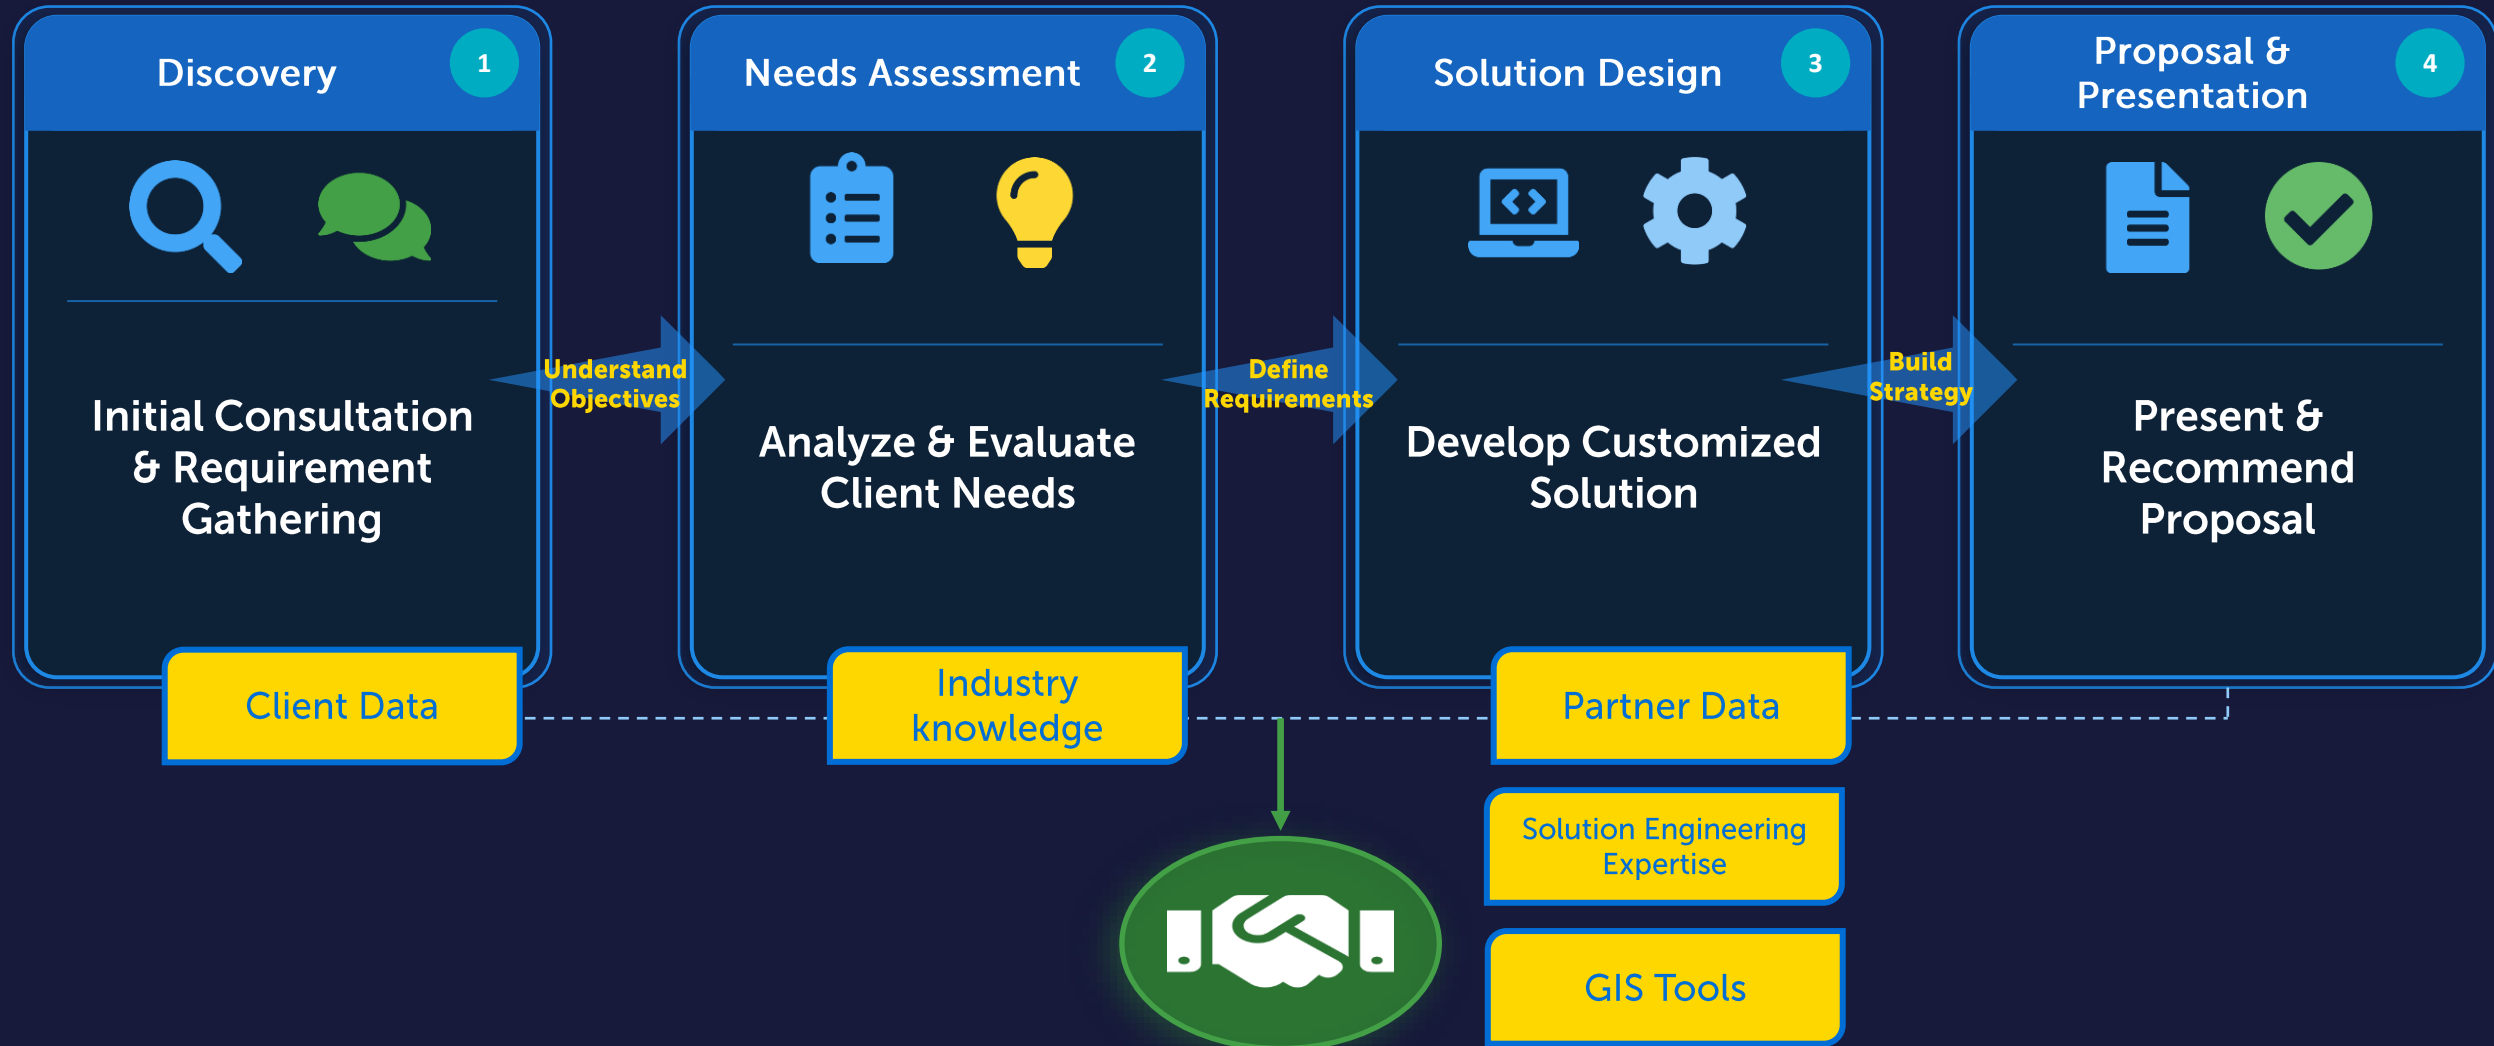 Discovery
1
Needs Assessment
2
Solution Design
3
Proposal &
Presentation
4
Understand
Objectives
Define
Requirements
Build
Strategy
Initial Consultation
& Requirement
Gathering
Analyze & Evaluate
Client Needs
Develop Customized
Solution
Present &
Recommend
Proposal
Client Data
Industry
knowledge
Partner Data
Solution Engineering
Expertise
GIS Tools